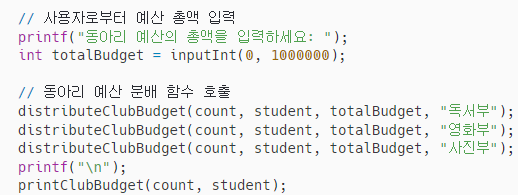 // 사용자로부터 예산 총액 입력
printf("동아리 예산의 총액을 입력하세요: ");
int totalBudget = inputInt(0, 1000000);
// 동아리 예산 분배 함수 호출
distributeClubBudget(count, student, totalBudget, "독서부");
distributeClubBudget(count, student, totalBudget, "영화부");
distributeClubBudget(count, student, totalBudget, "사진부");
printf("\n");
printClubBudget(count, student);